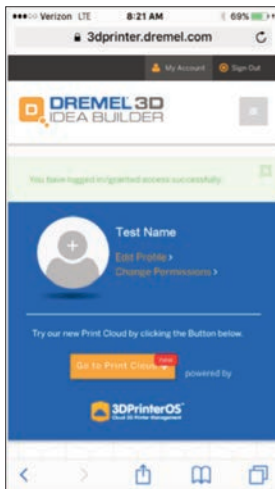 Verizon LTE 8:21 AM 69%
3dprinter.dremel.com
My Account Sign Out
DREMEL 3D
IDEA BUILDER
You have logged in/granted access successfully.
Test Name
Edit Profile >
Change Permissions >
Try our new Print Cloud by clicking the Button below.
new
Go to Print Cloud
powered by
3DPrinterOS
Cloud 3D Printer Management